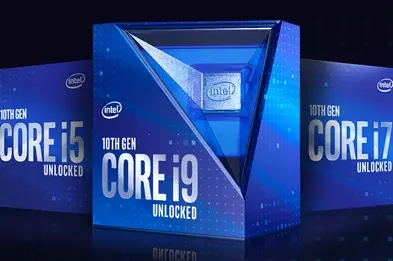 intel
10TH GEN
CORE i5
UNLOCKED
intel
intel
10TH GEN
CORE i9
UNLOCKED
intel
10TH GEN
CORE i7
UNLOCKED